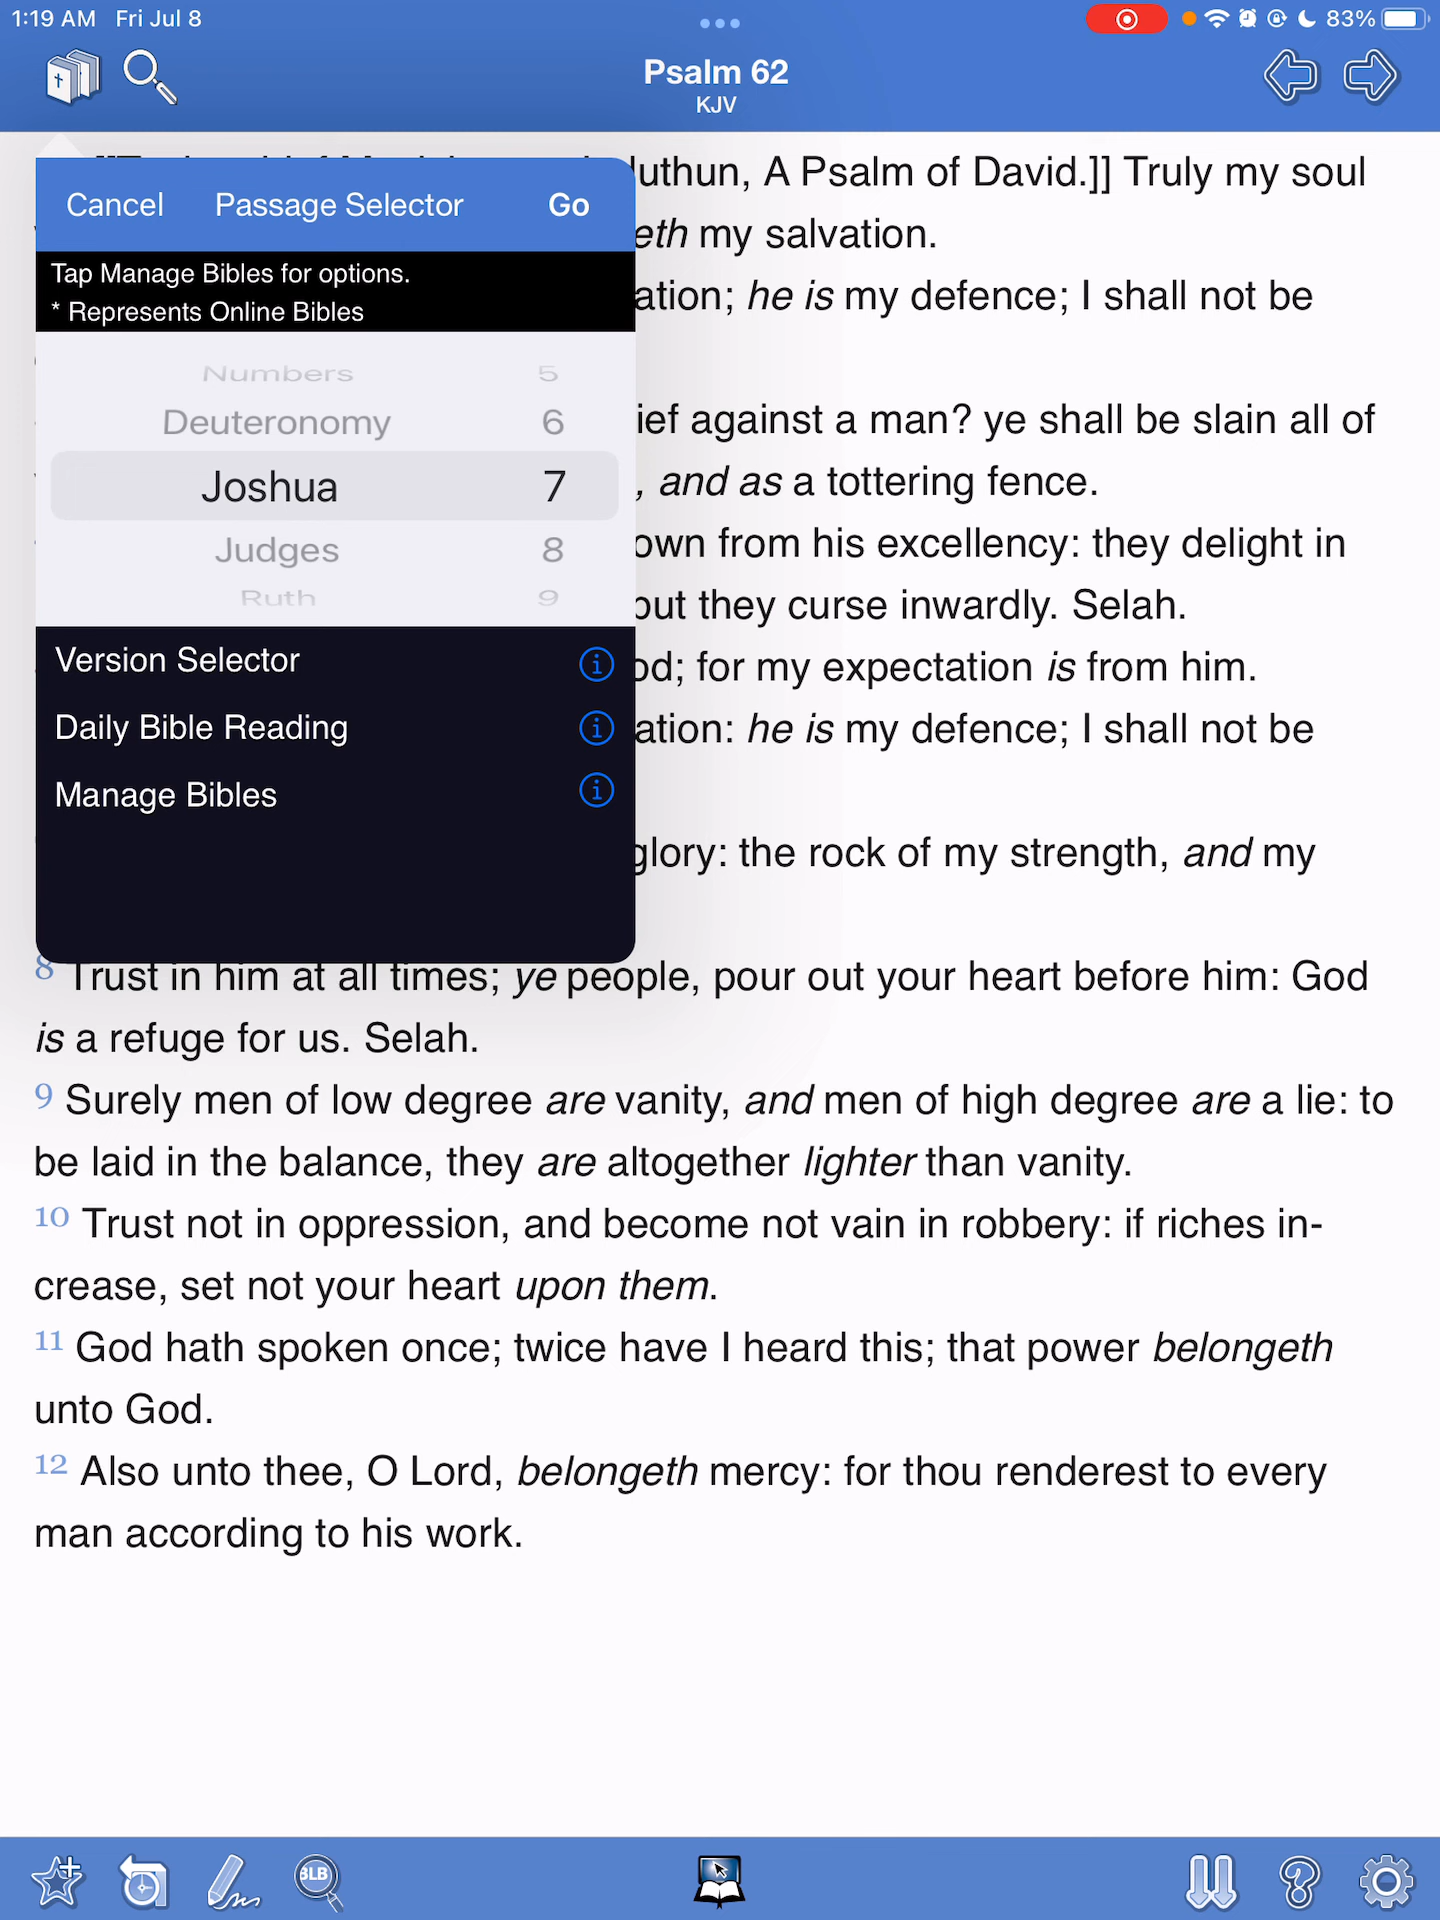 1:19 AM Fri Jul 8
83%
Psalm 62
KJV
luthun, A Psalm of David.]] Truly my soul
eth my salvation.
ation; he is my defence; I shall not be
ief against a man? ye shall be slain all of
, and as a tottering fence.
own from his excellency: they delight in
out they curse inwardly. Selah.
od; for my expectation is from him.
ation: he is my defence; I shall not be
glory: the rock of my strength, and my
Cancel Passage Selector Go
Tap Manage Bibles for options.
* Represents Online Bibles
Numbers 5
Deuteronomy 6
Joshua 7
Judges 8
Ruth 9
Version Selector
Daily Bible Reading
Manage Bibles
8 Trust in him at all times; ye people, pour out your heart before him: God
is a refuge for us. Selah.
9 Surely men of low degree are vanity, and men of high degree are a lie: to
be laid in the balance, they are altogether lighter than vanity.
10 Trust not in oppression, and become not vain in robbery: if riches in-
crease, set not your heart upon them.
11 God hath spoken once; twice have I heard this; that power belongeth
unto God.
12 Also unto thee, O Lord, belongeth mercy: for thou renderest to every
man according to his work.
BLB